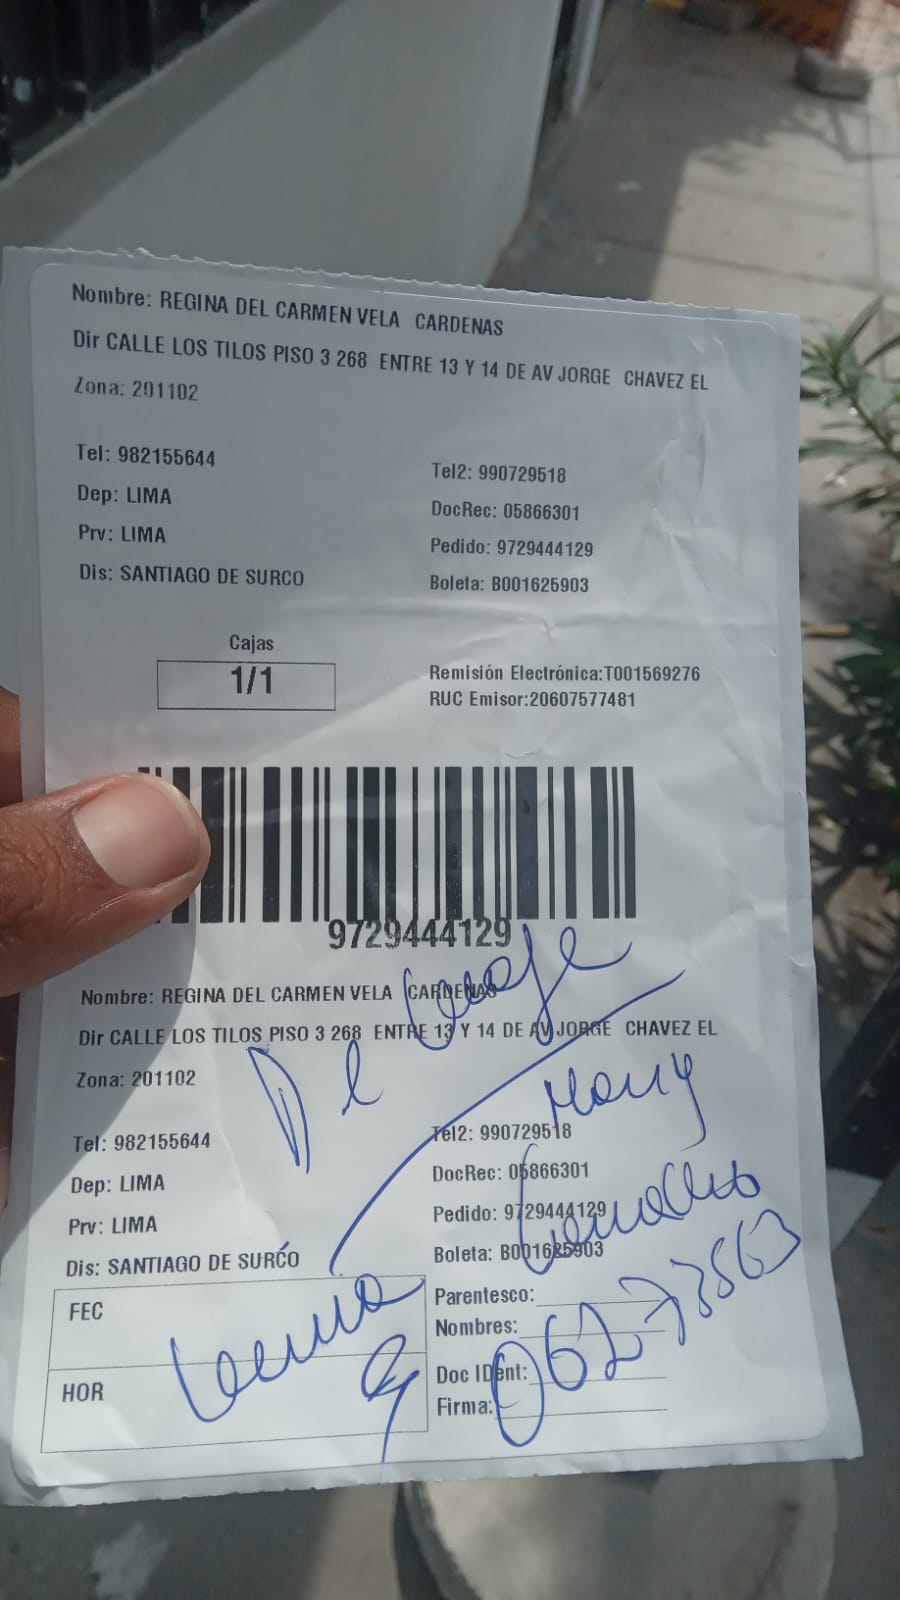 Nombre: REGINA DEL CARMEN VELA CARDENAS
Dir CALLE LOS TILOS PISO 3 268 ENTRE 13 Y 14 DE AV JORGE CHAVEZ EL
Zona: 201102
Tel: 982155644 Tel2: 990729518
Dep: LIMA DocRec: 05866301
Prv: LIMA Pedido: 9729444129
Dis: SANTIAGO DE SURCO Boleta: B001625903
Cajas
1/1
Remisión Electrónica:T001569276
RUC Emisor:20607577481
9729444129
Nombre: REGINA DEL CARMEN VELA CARDENAS
Dir CALLE LOS TILOS PISO 3 268 ENTRE 13 Y 14 DE AV JORGE CHAVEZ EL
Zona: 201102
Tel: 982155644 Tel2: 990729518
Dep: LIMA DocRec: 05866301
Prv: LIMA Pedido: 9729444129
Dis: SANTIAGO DE SURCO Boleta: B001625903
FEC
HOR
Parentesco:
Nombres:
Doc IDent:
Firma: